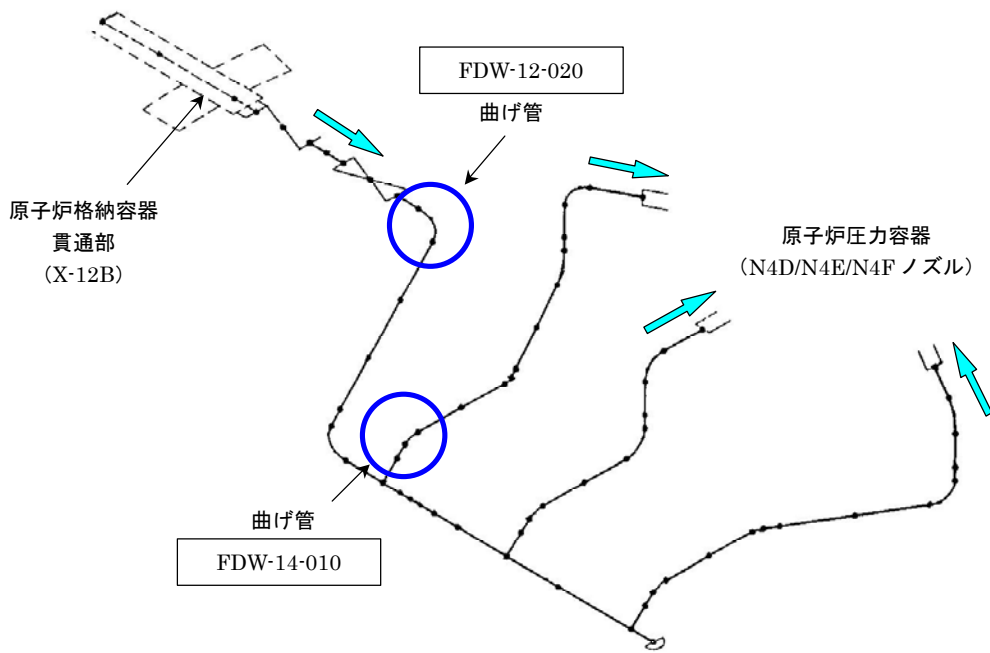 FDW-12-020
曲げ管
原子炉格納容器
貫通部
（X-12B）
原子炉圧力容器
（N4D/N4E/N4F ノズル）
曲げ管
FDW-14-010